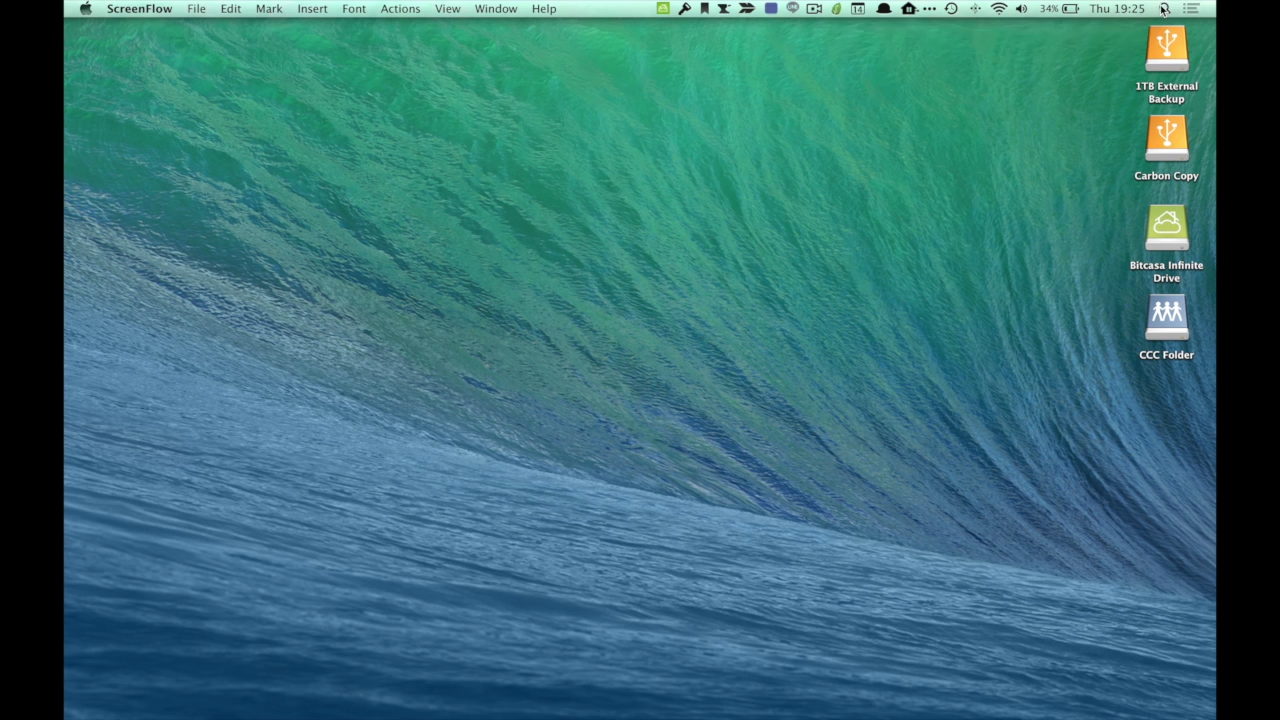 ScreenFlow File Edit Mark Insert Font Actions View Window Help 14 34% Thu 19:25
1TB External
Backup
Carbon Copy
Bitcasa Infinite
Drive
CCC Folder